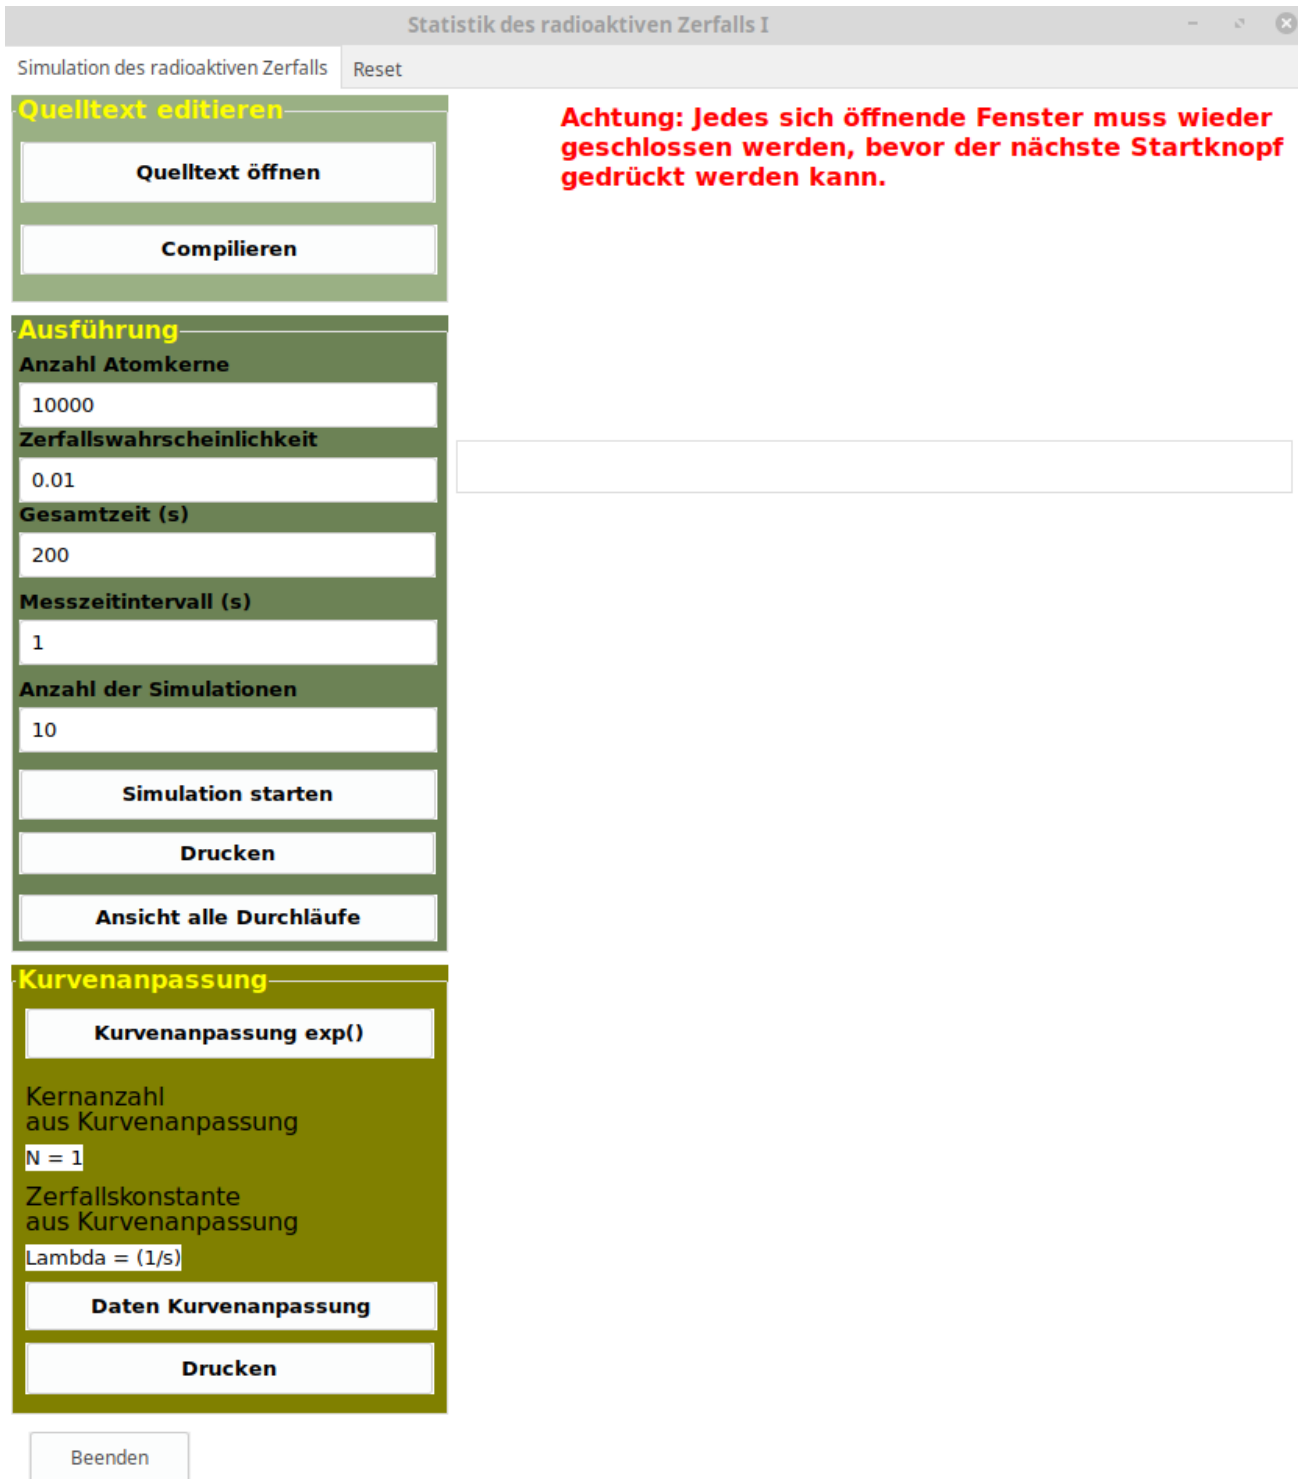 Statistik des radioaktiven Zerfalls I
Simulation des radioaktiven Zerfalls
Reset
Quelltext editieren
Quelltext öffnen
Compilieren
Achtung: Jedes sich öffnende Fenster muss wieder
geschlossen werden, bevor der nächste Startknopf
gedrückt werden kann.
Ausführung
Anzahl Atomkerne
10000
Zerfallswahrscheinlichkeit
0.01
Gesamtzeit (s)
200
Messzeitintervall (s)
1
Anzahl der Simulationen
10
Simulation starten
Drucken
Ansicht alle Durchläufe
Kurvenanpassung
Kurvenanpassung exp()
Kernanzahl
aus Kurvenanpassung
N = 1
Zerfallskonstante
aus Kurvenanpassung
Lambda = (1/s)
Daten Kurvenanpassung
Drucken
Beenden